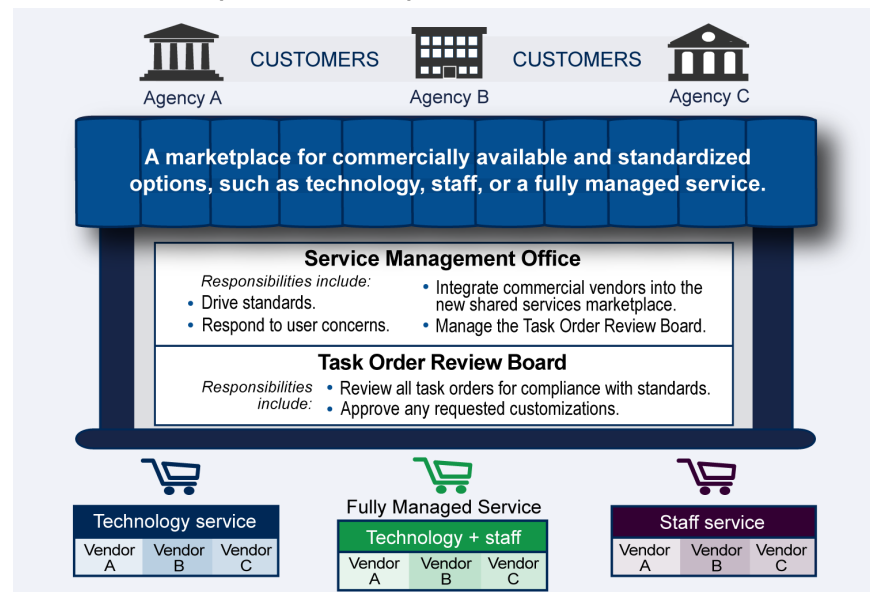 CUSTOMERS
CUSTOMERS
Agency A
Agency B
Agency C
A marketplace for commercially available and standardized
options, such as technology, staff, or a fully managed service.
Service Management Office
Responsibilities include:
• Drive standards.
• Respond to user concerns.
• Integrate commercial vendors into the
new shared services marketplace.
• Manage the Task Order Review Board.
Task Order Review Board
Responsibilities
include:
• Review all task orders for compliance with standards.
• Approve any requested customizations.
Technology service
Vendor A
Vendor B
Vendor C
Fully Managed Service
Technology + staff
Vendor A
Vendor B
Vendor C
Staff service
Vendor A
Vendor B
Vendor C